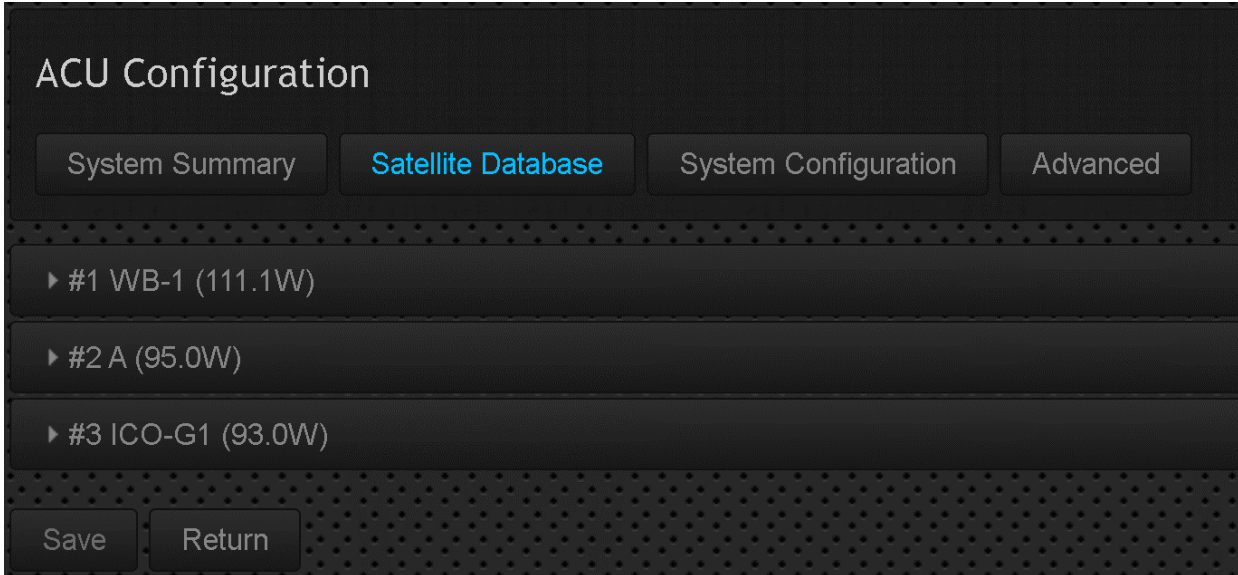 ACU Configuration
System Summary Satellite Database System Configuration Advanced
#1 WB-1 (111.1W)
#2 A (95.0W)
#3 ICO-G1 (93.0W)
Save Return